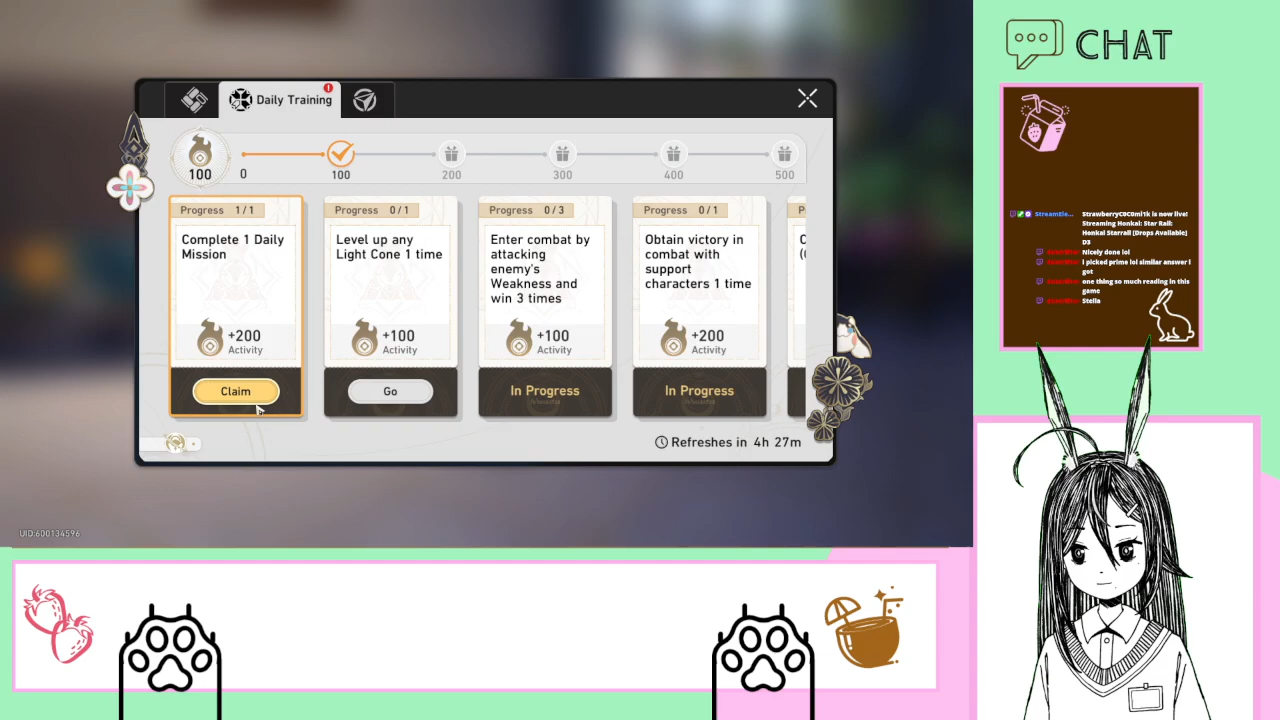 Daily Training
100
0
100
200
300
400
500
Progress 1/1
Complete 1 Daily
Mission
+200
Activity
Claim
Progress 0/1
Level up any
Light Cone 1 time
+100
Activity
Go
Progress 0/3
Enter combat by
attacking
enemy's
Weakness and
win 3 times
+100
Activity
In Progress
Progress 0/1
Obtain victory in
combat with
support
characters 1 time
+200
Activity
In Progress
Refreshes in 4h 27m
UID:600134596
CHAT
StreamEle...
StrawberryC0C0mi1k is now live!
Streaming Honkai: Star Rail:
Honkai Starrail [Drops Available]
D3
Nicely done lol
I picked prime lol similar answer I
got
one thing so much reading in this
game
Stella